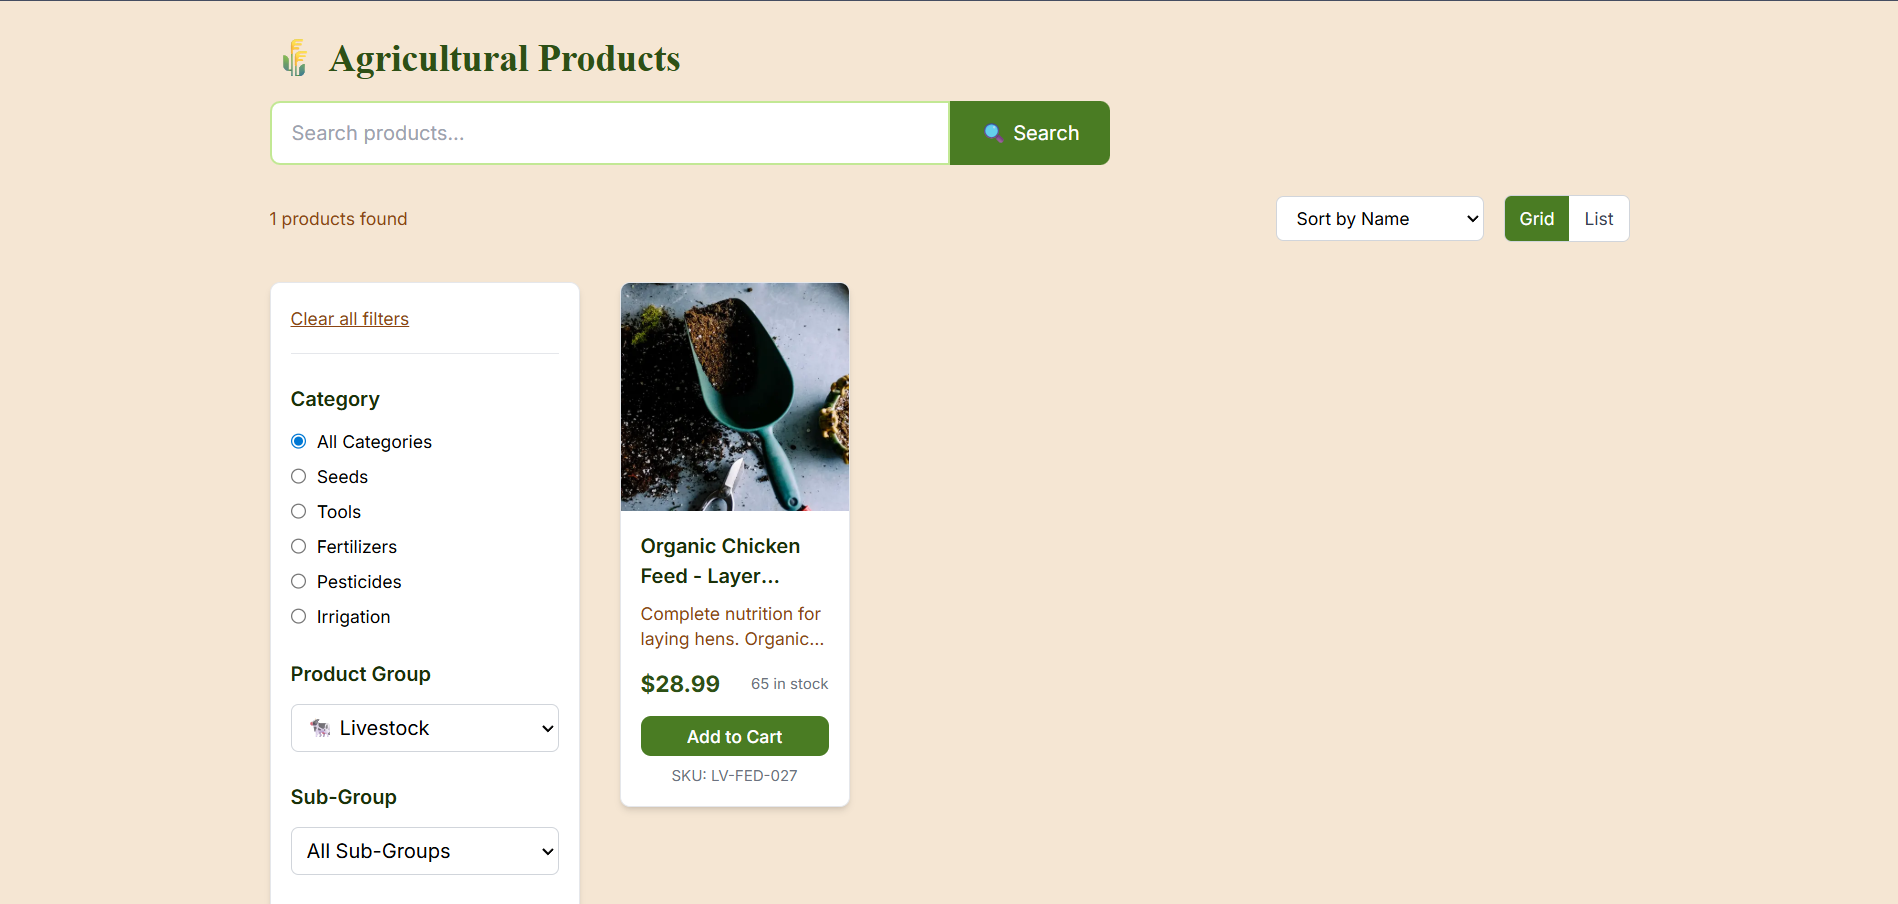 Agricultural Products
Search products...
Search
1 products found
Sort by Name
Grid
List
Clear all filters
Category
All Categories
Seeds
Tools
Fertilizers
Pesticides
Irrigation
Product Group
Livestock
Sub-Group
All Sub-Groups
Organic Chicken
Feed - Layer...
Complete nutrition for
laying hens. Organic...
$28.99
65 in stock
Add to Cart
SKU: LV-FED-027